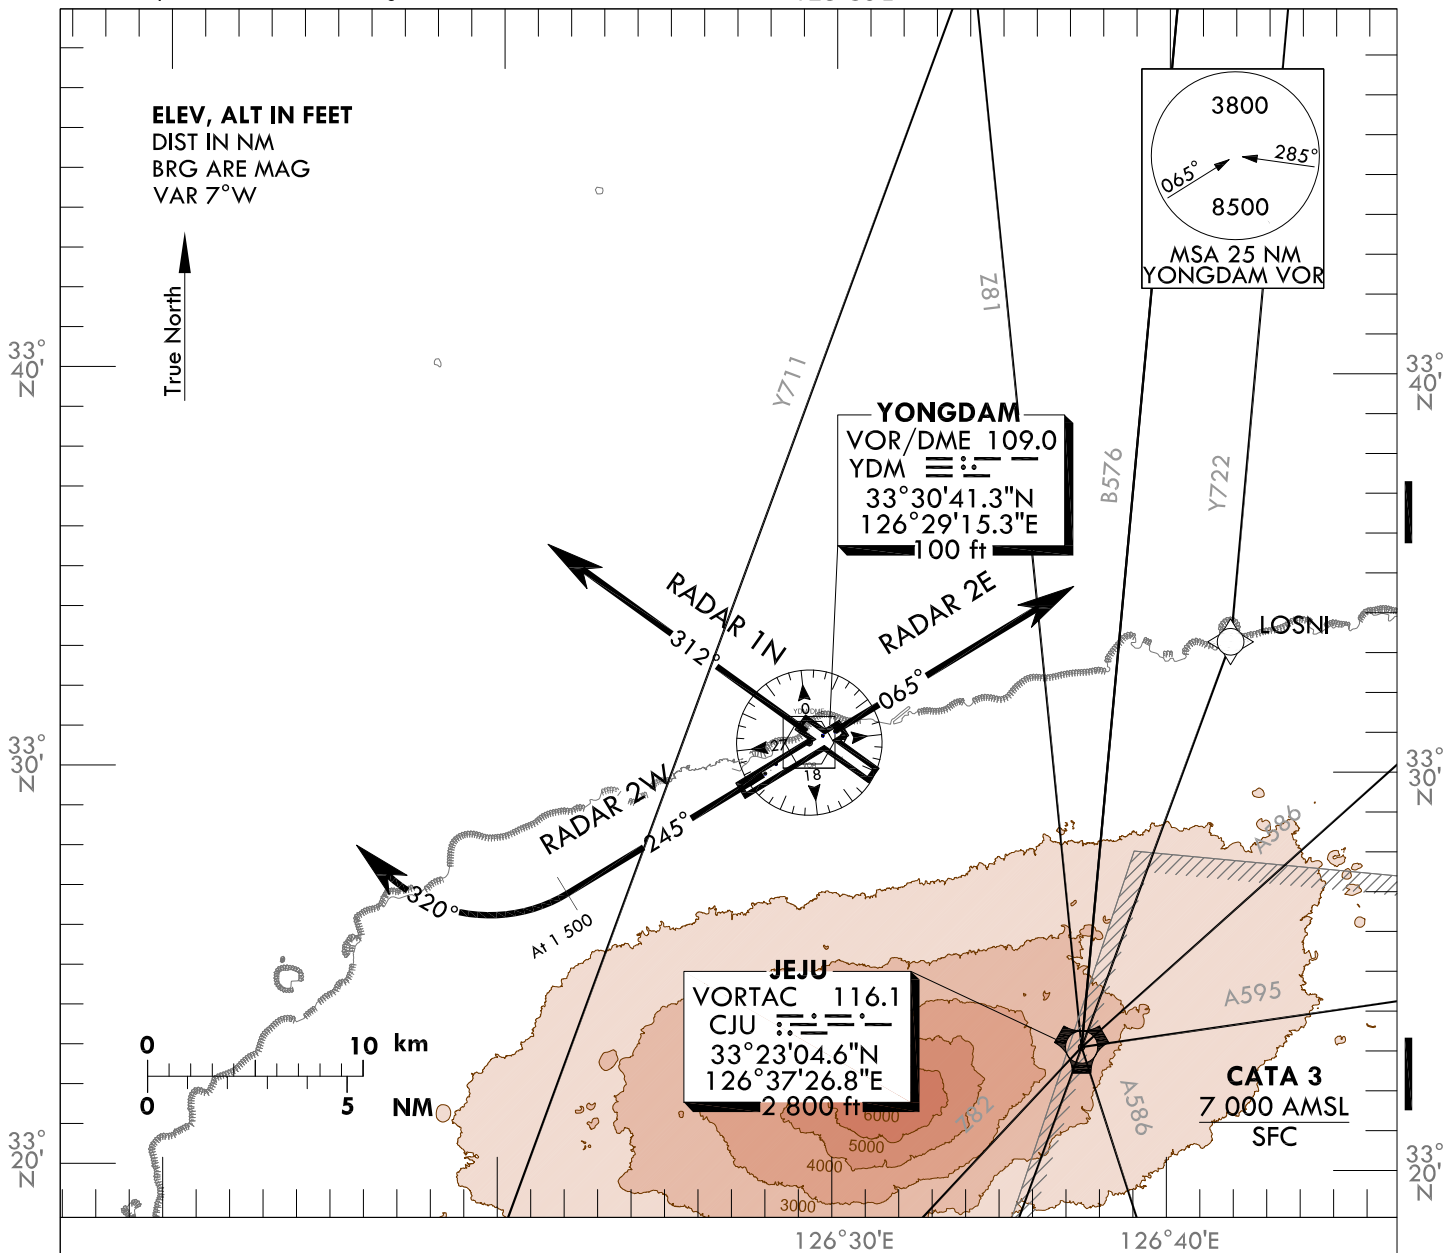 ELEV, ALT IN FEET
DIST IN NM
BRG ARE MAG
VAR 7°W
True North
3800
065°
285°
8500
MSA 25 NM
YONGDAM VOR
Z81
Y711
B576
Y722
33°
40'
N
33°
40'
N
YONGDAM
VOR/DME 109.0
YDM
33°30'41.3"N
126°29'15.3"E
100 ft
RADAR 1N
312°
RADAR 2E
065°
LOSNI
0
27
18
RADAR 2W
245°
320°
At 1 500
33°
30'
N
33°
30'
N
A586
JEJU
VORTAC 116.1
CJU
33°23'04.6"N
126°37'26.8"E
2 800 ft
A595
0 10 km
0 5 NM
CATA 3
7 000 AMSL
SFC
Z82
A586
6000
5000
4000
3000
33°
20'
N
33°
20'
N
126°30'E
126°40'E